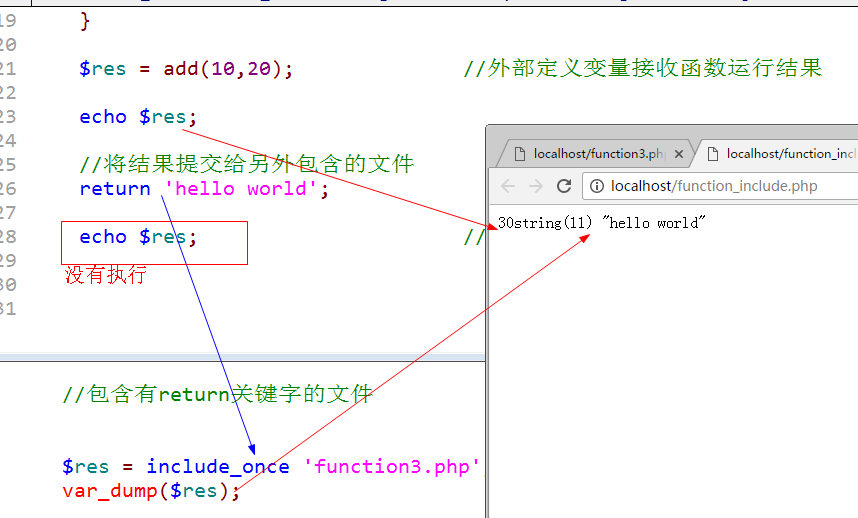 19 }
20
21 $res = add(10,20); //外部定义变量接收函数运行结果
22
23 echo $res;
24
25 //将结果提交给另外包含的文件
26 return 'hello world';
27
28 echo $res; //
29
没有执行
30
31
localhost/function3.ph
localhost/function_incl
localhost/function_include.php
30string(11) "hello world"
//包含有return关键字的文件
$res = include_once 'function3.php'
var_dump($res);